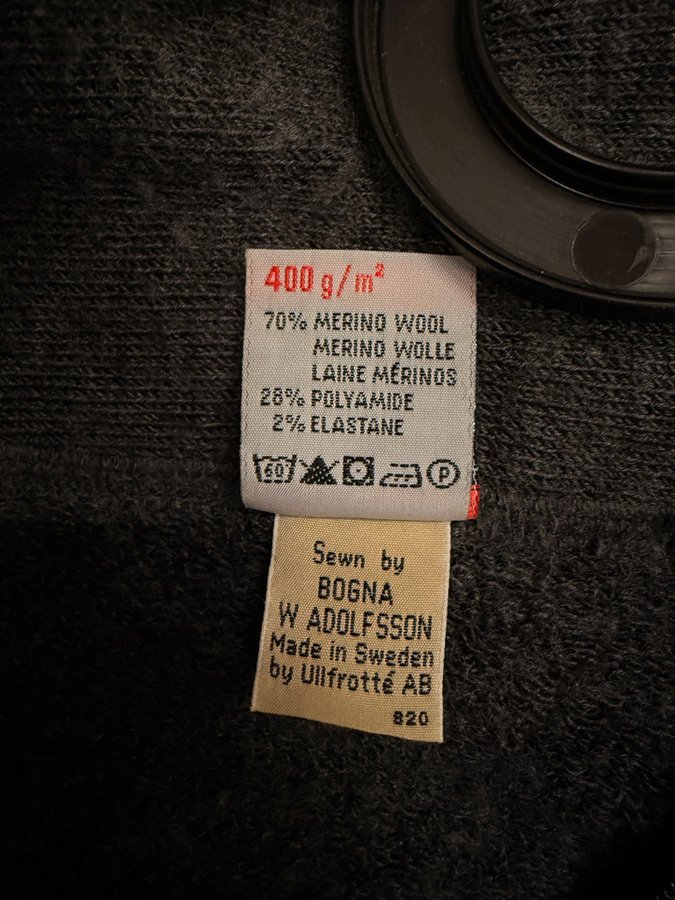 400 g/m²
70% MERINO WOOL
MERINO WOLLE
LAINE MÉRINOS
28% POLYAMIDE
2% ELASTANE
60 P
Sewn by
BOGNA
W ADOLFSSON
Made in Sweden
by Ullfrotté AB
820